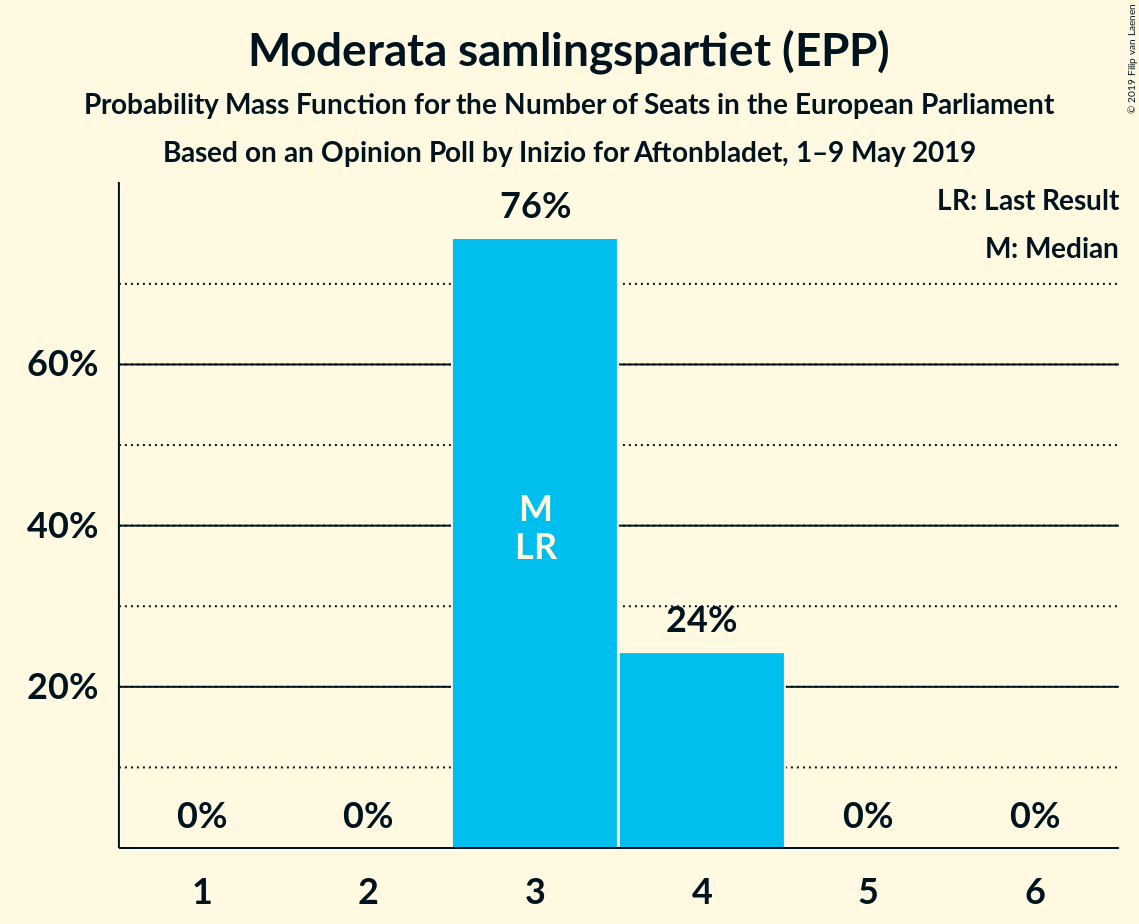 Moderata samlingspartiet (EPP)
Probability Mass Function for the Number of Seats in the European Parliament
Based on an Opinion Poll by Inizio for Aftonbladet, 1–9 May 2019
© 2019 Filip van Laenen
LR: Last Result
M: Median
76%
60%
40%
20%
M
LR
24%
0%
0%
0%
0%
1
2
3
4
5
6